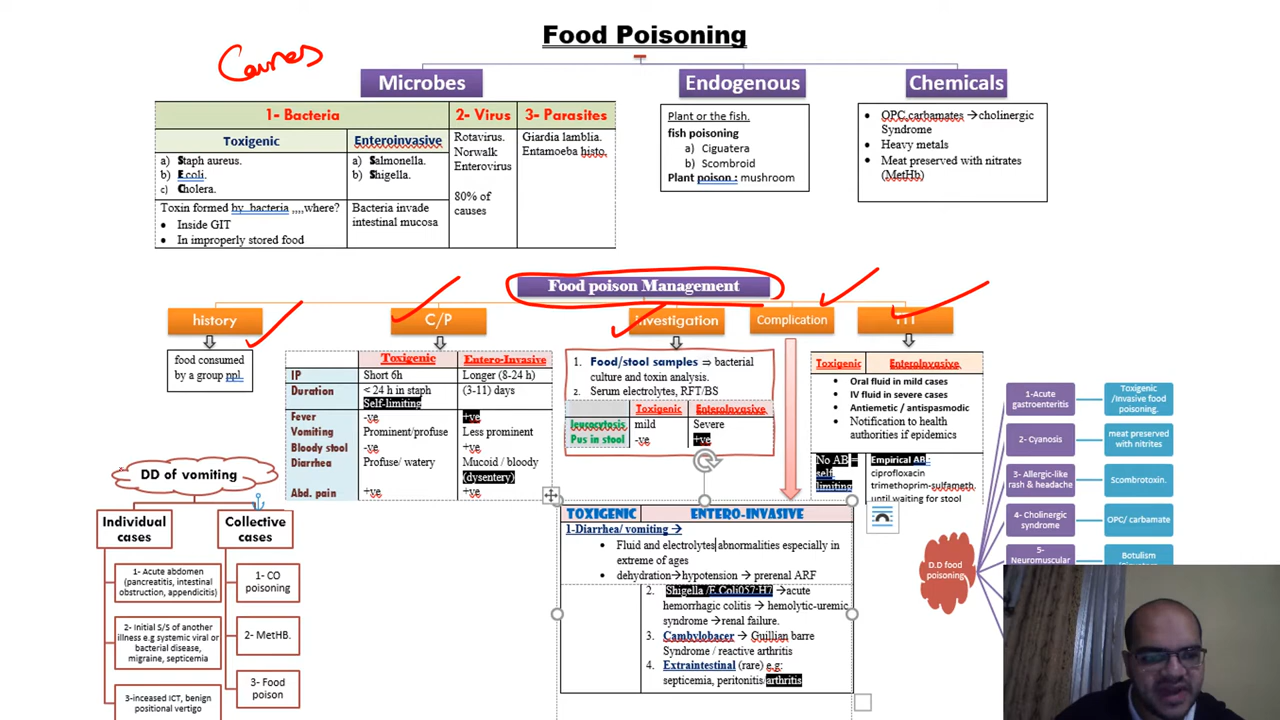 Food Poisoning
Causes
Microbes
Endogenous
Chemicals
1- Bacteria
2- Virus
3- Parasites
Toxigenic
Enteroinvasive
a) Staph aureus.
b) E.coli.
c) Cholera.
a) Salmonella.
b) Shigella.
Toxin formed by bacteria ,,,,where?
• Inside GIT
• In improperly stored food
Bacteria invade
intestinal mucosa
Rotavirus.
Norwalk
Enterovirus
80% of
causes
Giardia lamblia.
Entamoeba histo.
Plant or the fish.
fish poisoning
a) Ciguatera
b) Scombroid
Plant poison : mushroom
• OPC,carbamates →cholinergic
Syndrome
• Heavy metals
• Meat preserved with nitrates
(MetHb)
Food poison Management
history
C/P
investigation
Complication
food consumed
by a group ppl.
Toxigenic
Entero-Invasive
IP
Short 6h
Longer (8-24 h)
Duration
< 24 h in staph
Self-limiting
(3-11) days
Fever
-ve
+ve
Vomiting
Prominent/profuse
Less prominent
Bloody stool
-ve
+ve
Diarrhea
Profuse/ watery
Mucoid / bloody
(dysentery)
Abd. pain
+ve
+ve
1. Food/stool samples ⇒ bacterial
culture and toxin analysis.
2. Serum electrolytes, RFT/BS
Toxigenic
EnteroInvasive
leucocytosis
mild
Severe
Pus in stool
-ve
+ve
Toxigenic
EnteroInvasive
• Oral fluid in mild cases
• IV fluid in severe cases
• Antiemetic / antispasmodic
• Notification to health
authorities if epidemics
No AB =
self
limiting
Empirical AB :
ciprofloxacin
trimethoprim-sulfameth.
until waiting for stool
TOXIGENIC
ENTERO-INVASIVE
1-Diarrhea/ vomiting →
• Fluid and electrolytes abnormalities especially in
extreme of ages
• dehydration→hypotension → prerenal ARF
2. Shigella /E.Coli057:H7 →acute
hemorrhagic colitis → hemolytic-uremic
syndrome →renal failure.
3. Cambylobacer → Guillian barre
Syndrome / reactive arthritis
4. Extraintestinal (rare) e.g:
septicemia, peritonitis/arthritis
DD of vomiting
Individual
cases
Collective
cases
1- Acute abdomen
(pancreatitis, intestinal
obstruction, appendicitis)
2- Initial S/S of another
illness e.g systemic viral or
bacterial disease,
migraine, septicemia
3-inceased ICT, benign
positional vertigo
1- CO
poisoning
2- MetHB.
3- Food
poison
D.D food
poisoning
1-Acute
gastroenteritis
Toxigenic
/Invasive food
poisoning.
2- Cyanosis
meat preserved
with nitrites
3- Allergic-like
rash & headache
Scombrotoxin.
4- Cholinergic
syndrome
OPC/ carbamate
5-
Neuromuscular
Botulism